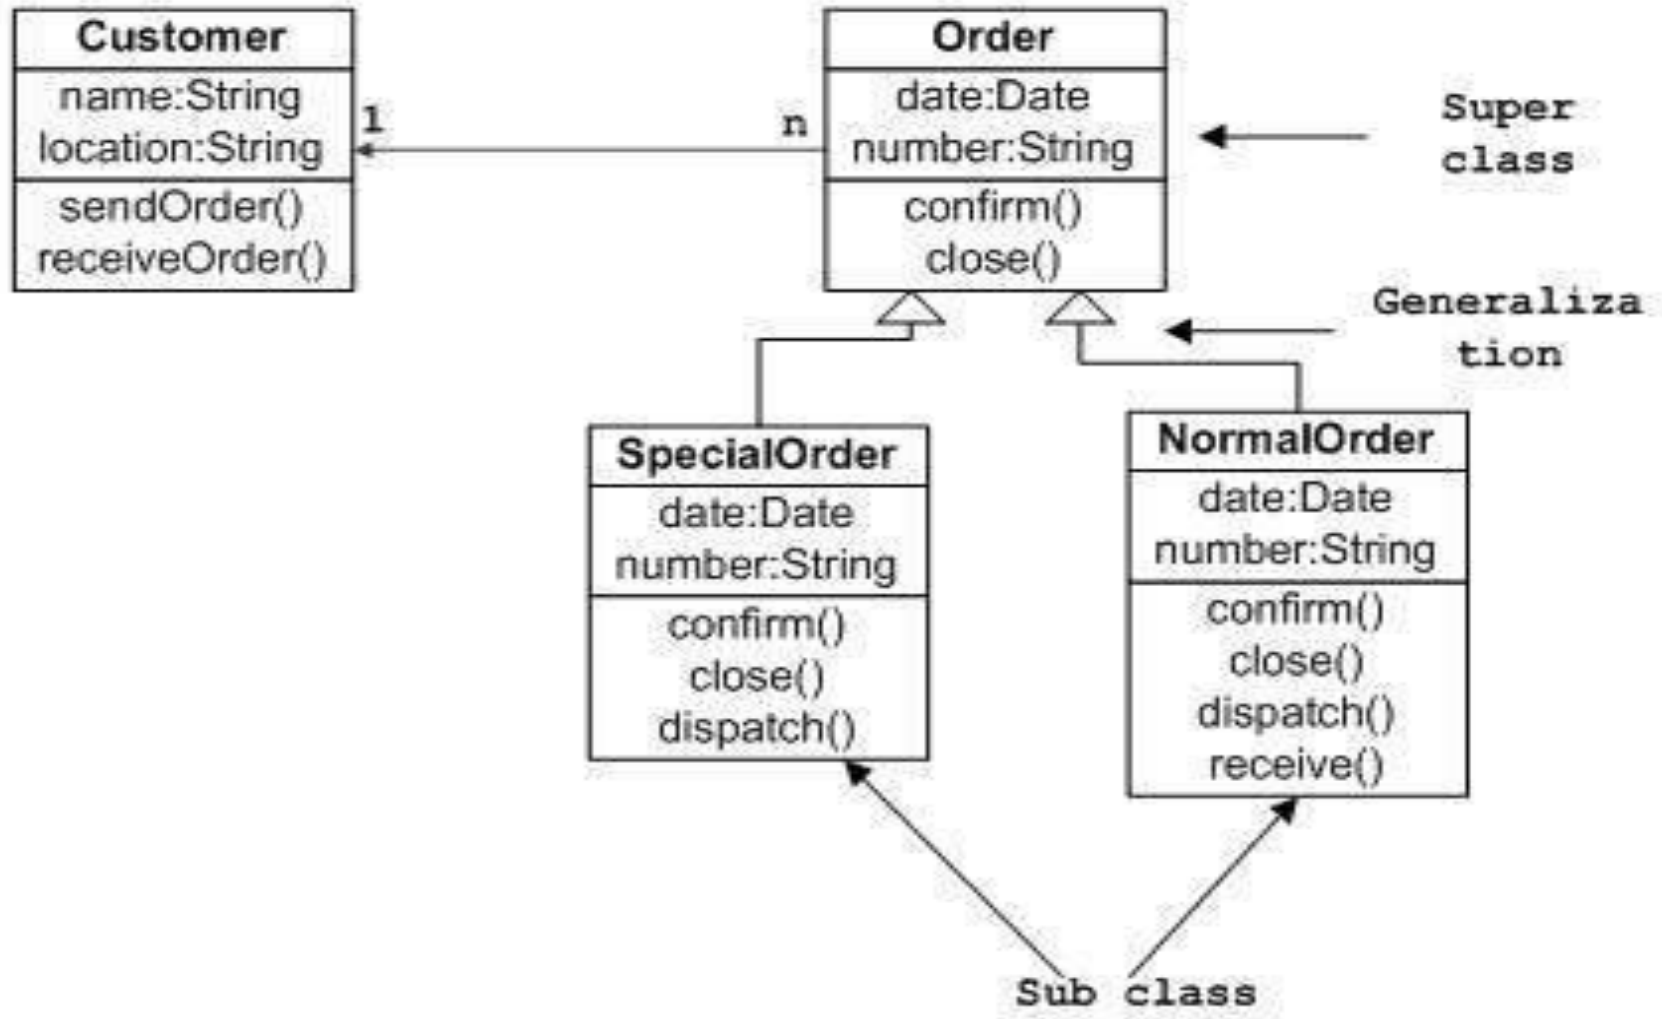 Customer
name:String
location:String
sendOrder()
receiveOrder()
1
n
Order
date:Date
number:String
confirm()
close()
Super
class
Generaliza
tion
SpecialOrder
date:Date
number:String
confirm()
close()
dispatch()
NormalOrder
date:Date
number:String
confirm()
close()
dispatch()
receive()
Sub class